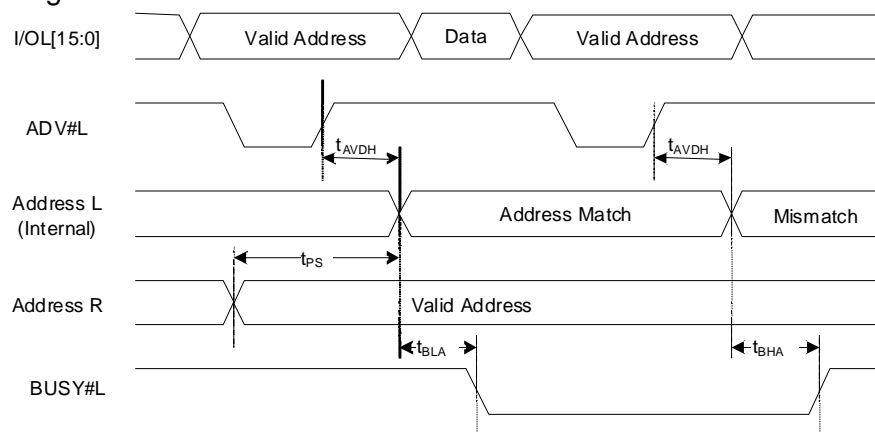 I/OL[15:0]
Valid Address
Data
Valid Address
ADV#L
tAVDH
tAVDH
Address L
(Internal)
Address Match
Mismatch
tPS
Address R
Valid Address
tBLA
tBHA
BUSY#L